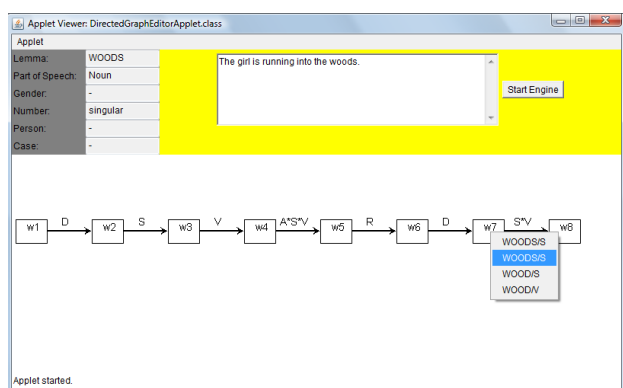 Applet Viewer: DirectedGraphEditorApplet.class
Applet
Lemma: WOODS
Part of Speech: Noun
Gender: -
Number: singular
Person: -
Case: -
The girl is running into the woods.
Start Engine
w1 D w2 S w3 V w4 A*S*V w5 R w6 D w7 S*V w8
WOODS/S
WOODS/S
WOOD/S
WOOD/V
Applet started.